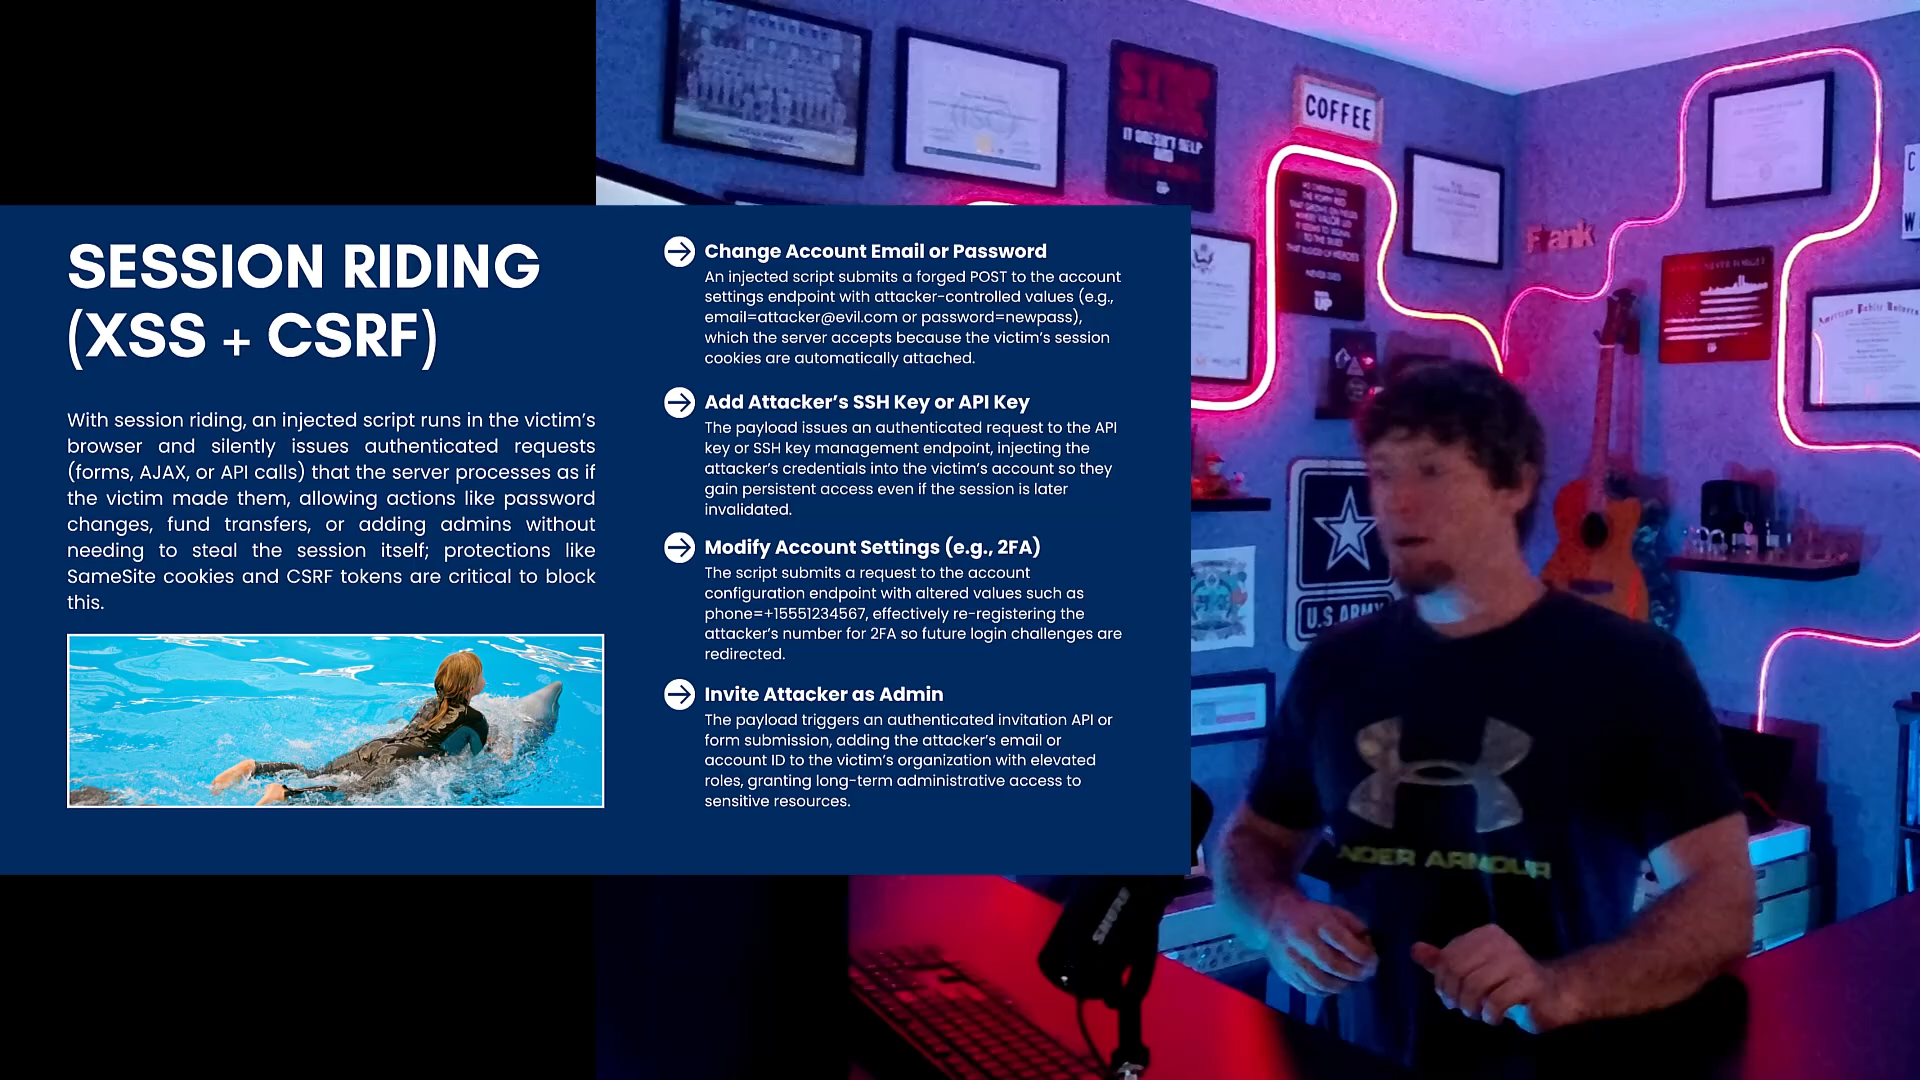 SESSION RIDING
(XSS + CSRF)
With session riding, an injected script runs in the victim's
browser and silently issues authenticated requests
(forms, AJAX, or API calls) that the server processes as if
the victim made them, allowing actions like password
changes, fund transfers, or adding admins without
needing to steal the session itself; protections like
SameSite cookies and CSRF tokens are critical to block
this.
Change Account Email or Password
An injected script submits a forged POST to the account
settings endpoint with attacker-controlled values (e.g.,
email=attacker@evil.com or password=newpass),
which the server accepts because the victim's session
cookies are automatically attached.
Add Attacker's SSH Key or API Key
The payload issues an authenticated request to the API
key or SSH key management endpoint, injecting the
attacker's credentials into the victim's account so they
gain persistent access even if the session is later
invalidated.
Modify Account Settings (e.g., 2FA)
The script submits a request to the account
configuration endpoint with altered values such as
phone=+15551234567, effectively re-registering the
attacker's number for 2FA so future login challenges are
redirected.
Invite Attacker as Admin
The payload triggers an authenticated invitation API or
form submission, adding the attacker's email or
account ID to the victim's organization with elevated
roles, granting long-term administrative access to
sensitive resources.
STOP
IT DOESN'T HELP
COFFEE
Frank
U.S. ARMY
NDER ARMOUR
SHURE